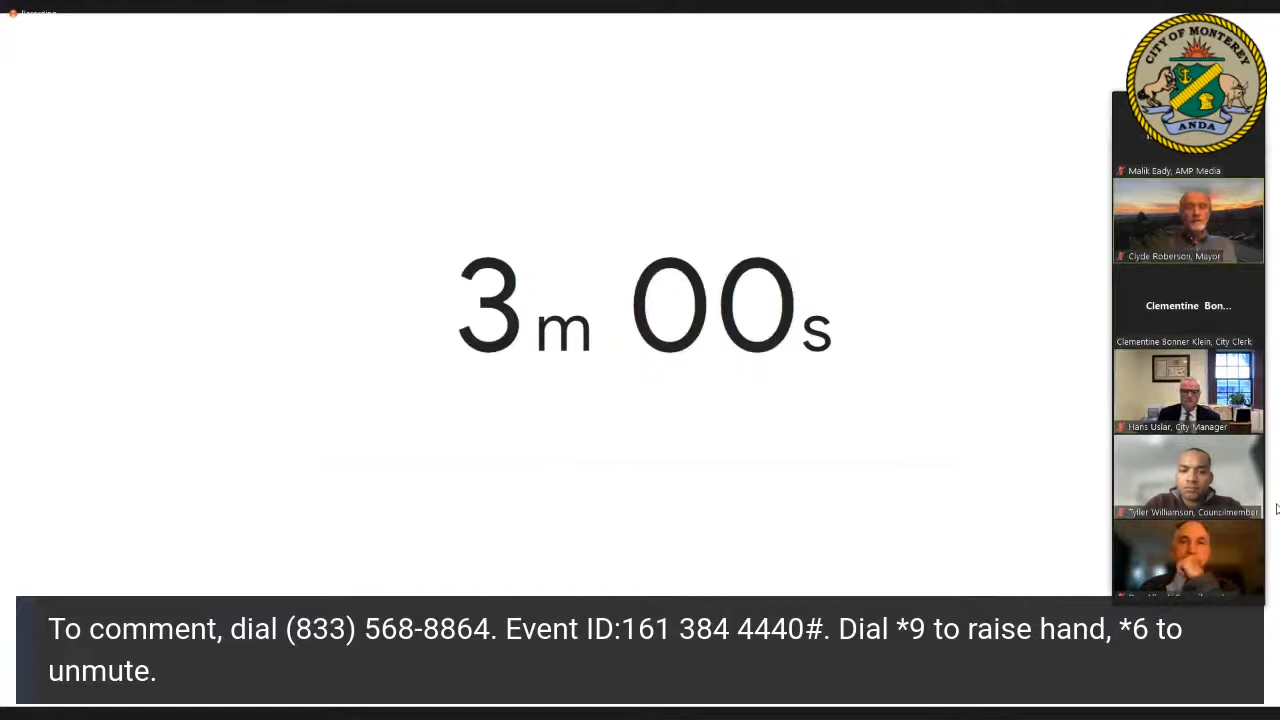 Recording
CITY OF MONTEREY
ANDA
Malik Eady, AMP Media
Clyde Roberson, Mayor
Clementine Bon...
Clementine Bonner Klein, City Clerk
3m 00s
Hans Uslar, City Manager
Tyller Williamson, Councilmember
To comment, dial (833) 568-8864. Event ID:161 384 4440#. Dial *9 to raise hand, *6 to
unmute.